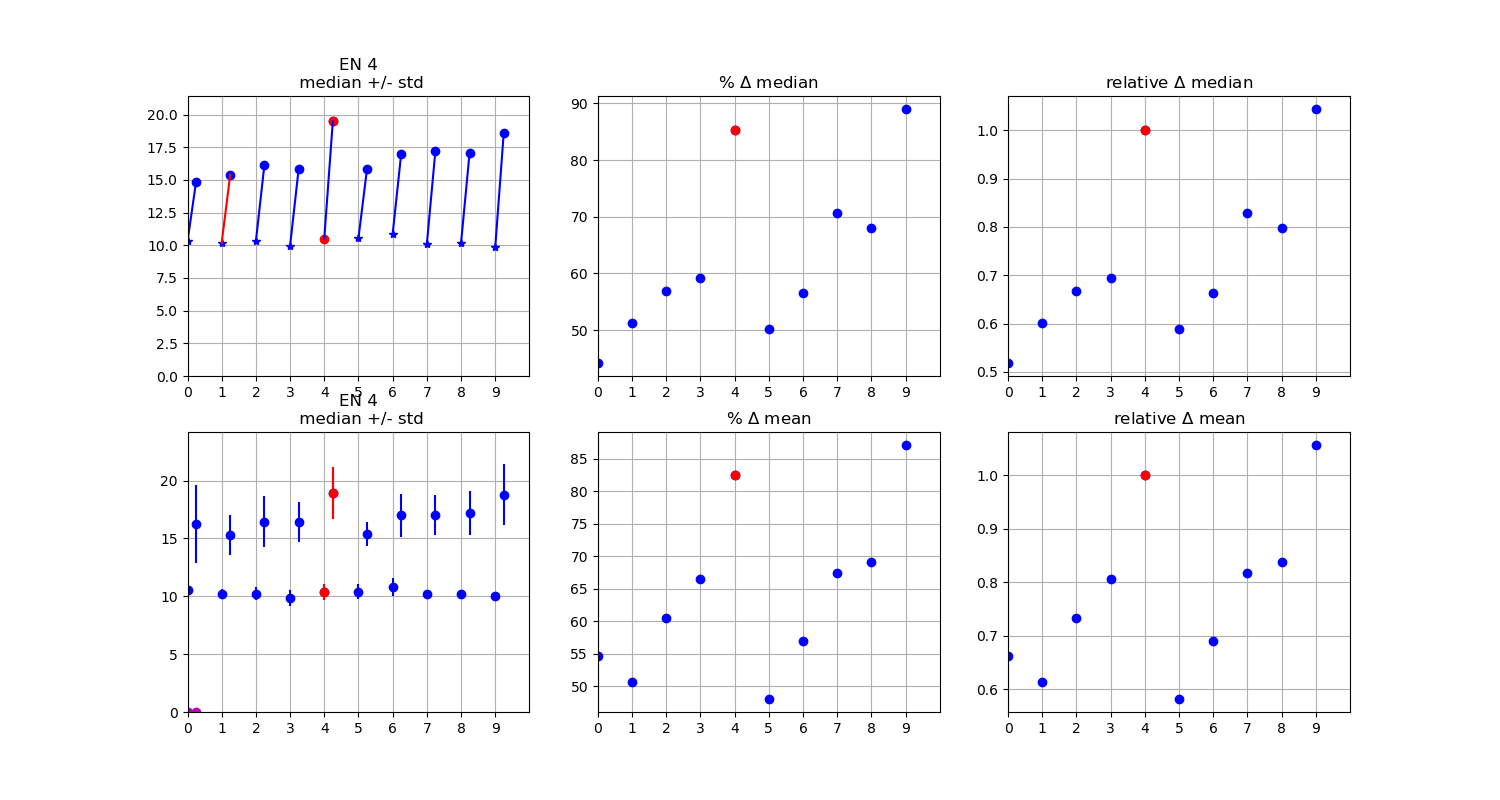 EN 4
median +/- std
% Δ median
relative Δ median
20.0
17.5
15.0
12.5
10.0
7.5
5.0
2.5
0.0
0 1 2 3 4 5 6 7 8 9
90
80
70
60
50
0 1 2 3 4 5 6 7 8 9
1.0
0.9
0.8
0.7
0.6
0.5
0 1 2 3 4 5 6 7 8 9
EN 4
median +/- std
% Δ mean
relative Δ mean
20
15
10
5
0
0 1 2 3 4 5 6 7 8 9
85
80
75
70
65
60
55
50
0 1 2 3 4 5 6 7 8 9
1.0
0.9
0.8
0.7
0.6
0 1 2 3 4 5 6 7 8 9